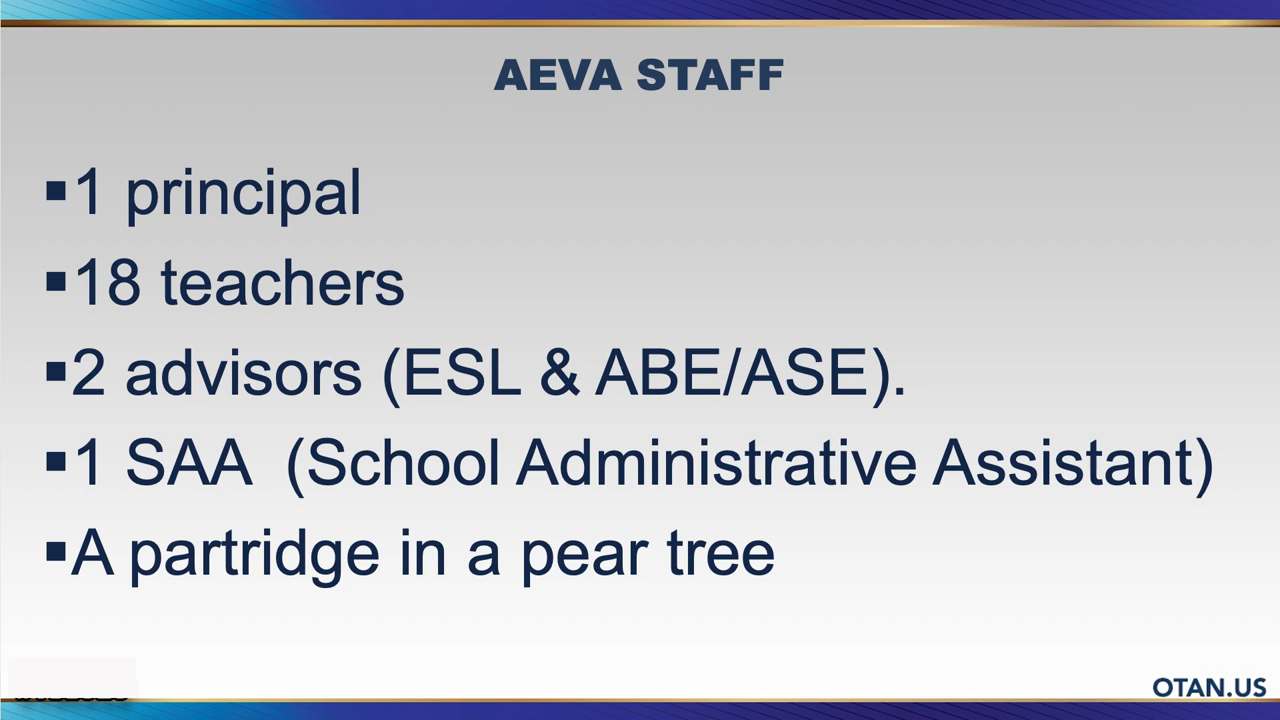 AEVA STAFF
▪1 principal
▪18 teachers
▪2 advisors (ESL & ABE/ASE).
▪1 SAA  (School Administrative Assistant)
▪A partridge in a pear tree
OTAN.US